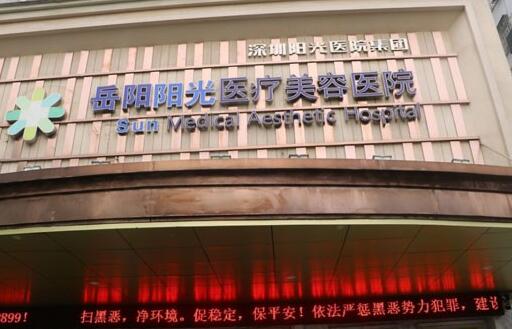 深圳阳光医院集团
岳阳阳光医疗美容医院
Sun Medical Aesthetic Hospital
8899! 扫黑恶,净环境。促稳定,保平安!依法严惩黑恶势力犯罪,建设